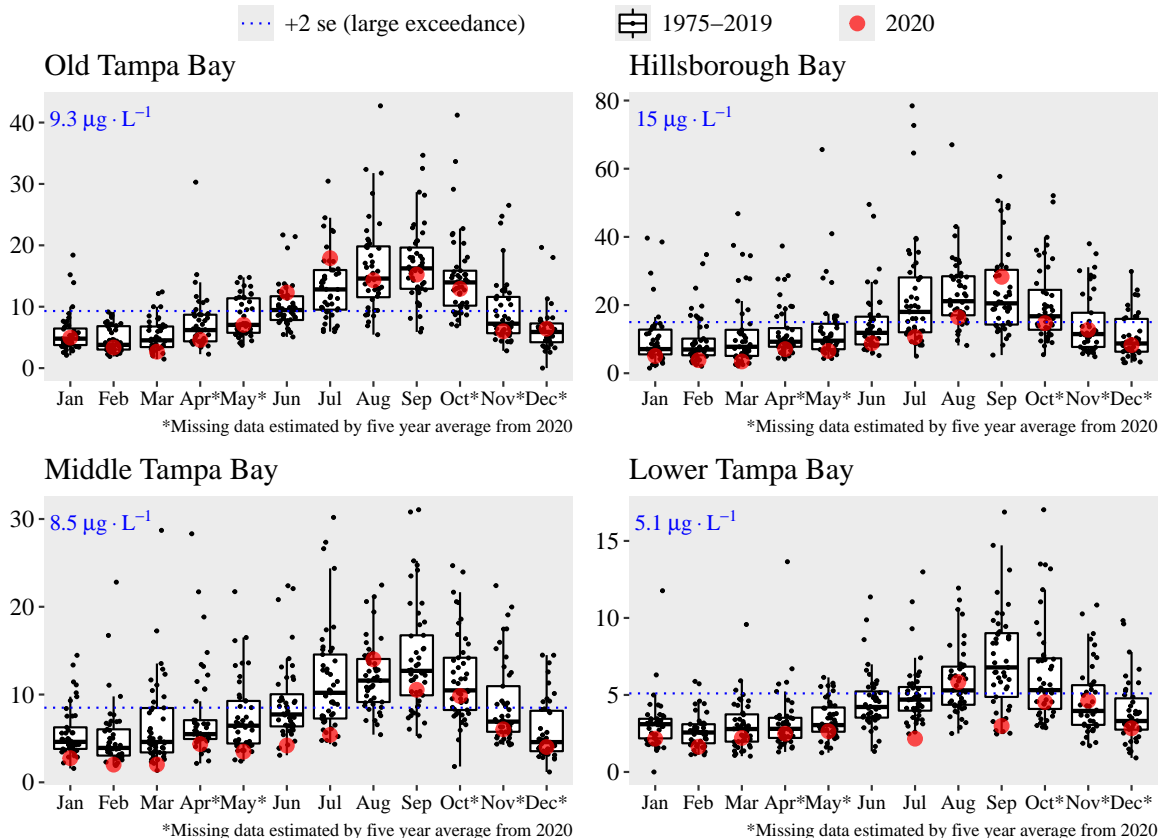 +2 se (large exceedance) 1975–2019 2020
Old Tampa Bay
9.3 μg · L⁻¹
40
30
20
10
0
Jan Feb Mar Apr* May* Jun Jul Aug Sep Oct* Nov* Dec*
*Missing data estimated by five year average from 2020
Hillsborough Bay
15 μg · L⁻¹
80
60
40
20
0
Jan Feb Mar Apr* May* Jun Jul Aug Sep Oct* Nov* Dec*
*Missing data estimated by five year average from 2020
Middle Tampa Bay
8.5 μg · L⁻¹
30
20
10
0
Jan Feb Mar Apr* May* Jun Jul Aug Sep Oct* Nov* Dec*
*Missing data estimated by five year average from 2020
Lower Tampa Bay
5.1 μg · L⁻¹
15
10
5
0
Jan Feb Mar Apr* May* Jun Jul Aug Sep Oct* Nov* Dec*
*Missing data estimated by five year average from 2020